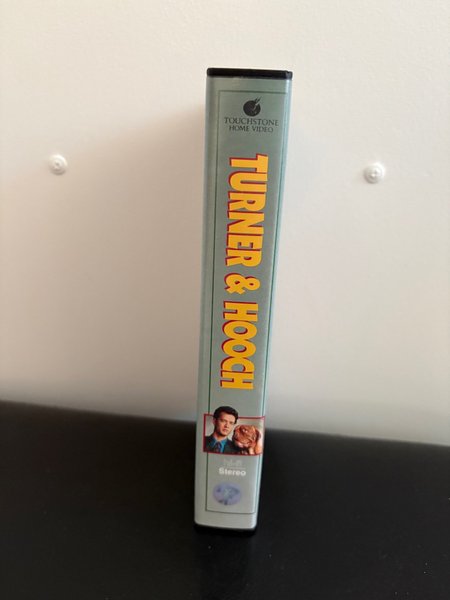 TOUCHSTONE
HOME VIDEO
TURNER & HOOCH
Stereo